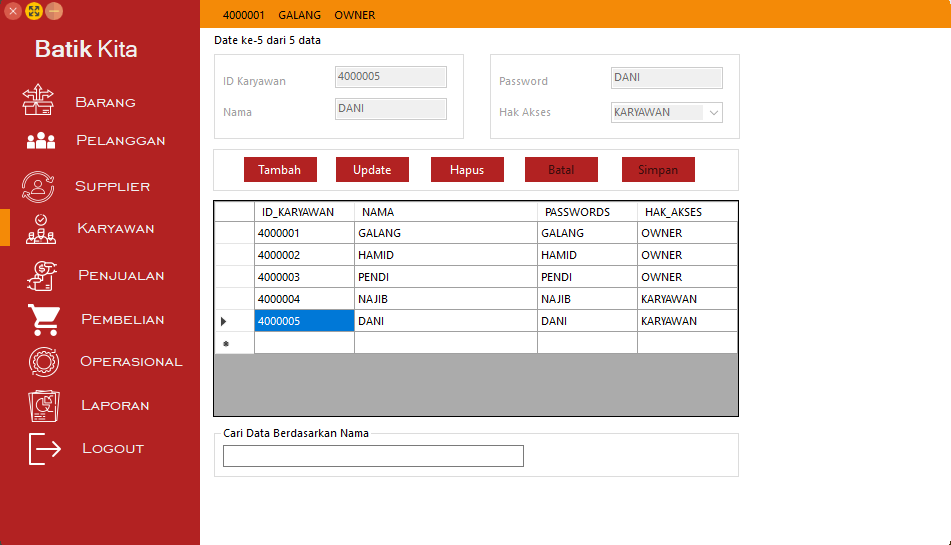 4000001 GALANG OWNER
Batik Kita
BARANG
PELANGGAN
SUPPLIER
KARYAWAN
PENJUALAN
PEMBELIAN
OPERASIONAL
LAPORAN
LOGOUT
Date ke-5 dari 5 data
ID Karyawan 4000005
Nama DANI
Password DANI
Hak Akses KARYAWAN
Tambah Update Hapus Batal Simpan
ID_KARYAWAN NAMA PASSWORDS HAK_AKSES
4000001 GALANG GALANG OWNER
4000002 HAMID HAMID OWNER
4000003 PENDI PENDI OWNER
4000004 NAJIB NAJIB KARYAWAN
4000005 DANI DANI KARYAWAN
Cari Data Berdasarkan Nama